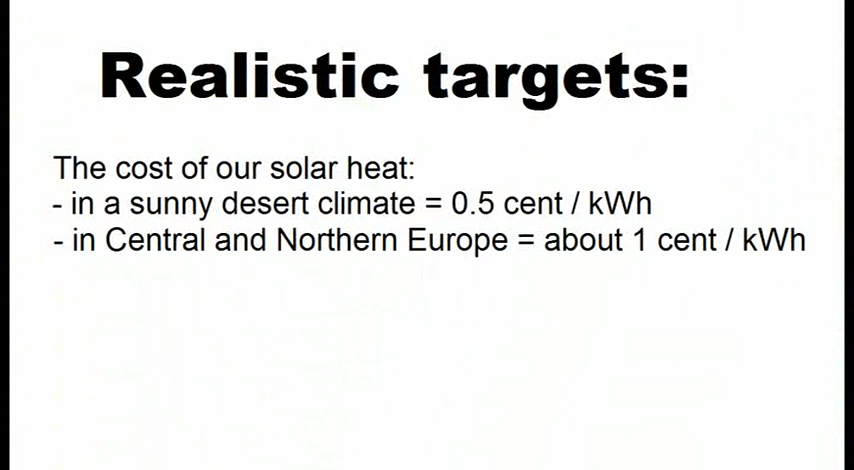 Realistic targets:
The cost of our solar heat:
- in a sunny desert climate = 0.5 cent / kWh
- in Central and Northern Europe = about 1 cent / kWh